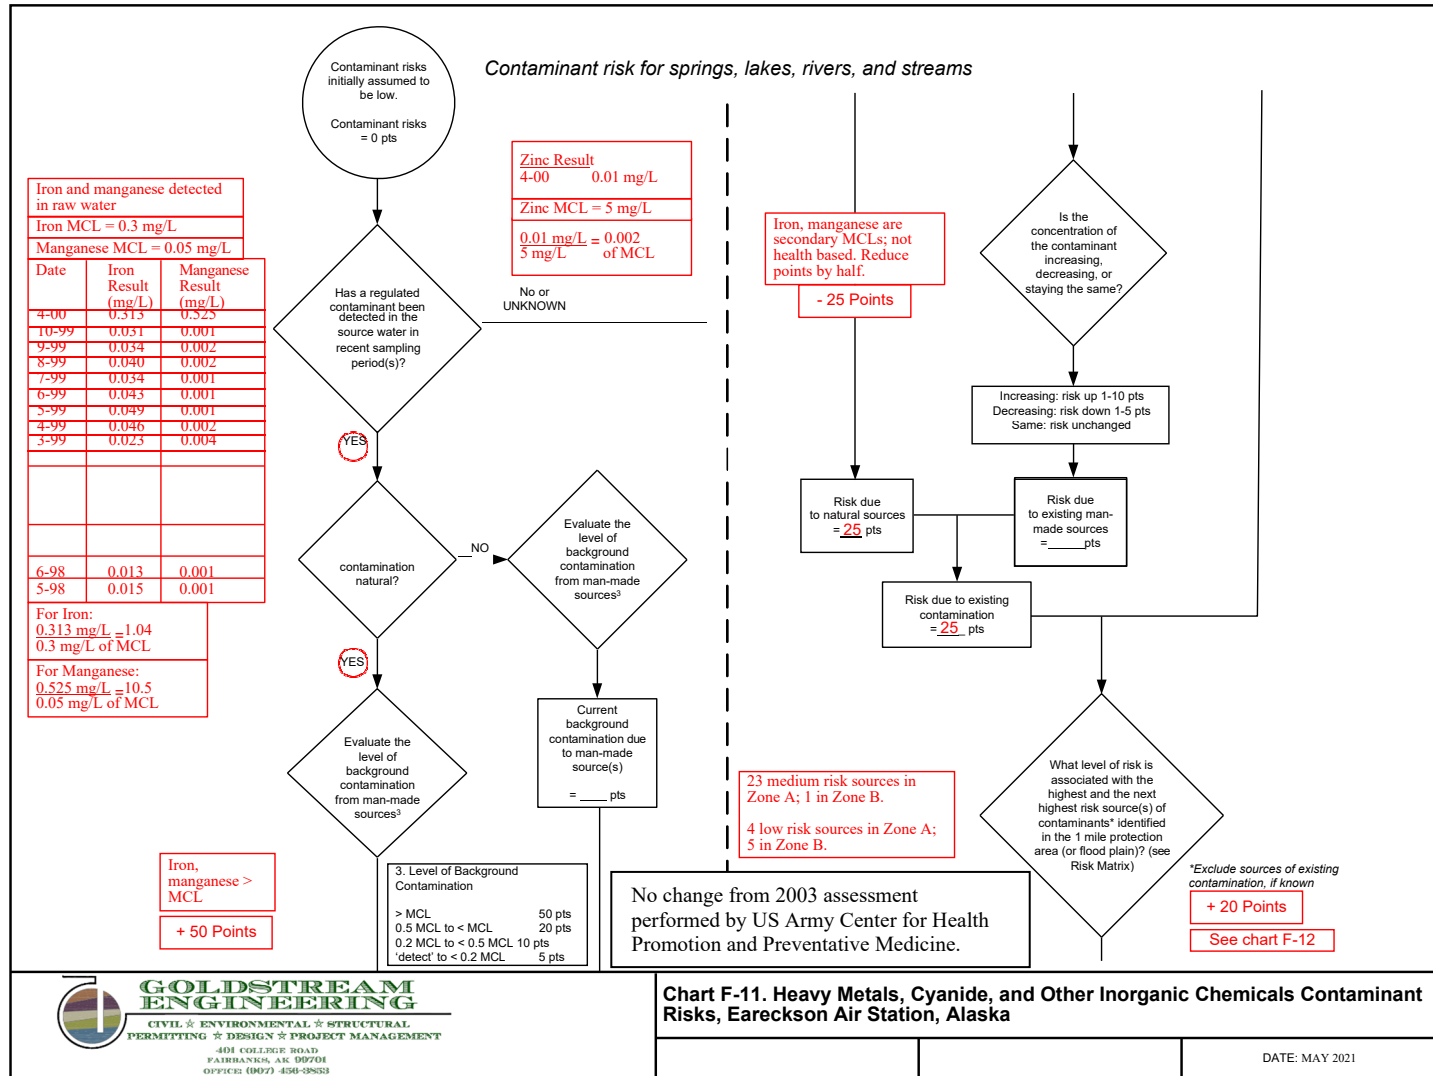 Contaminant risk for springs, lakes, rivers, and streams
Contaminant risks
initially assumed to
be low.
Contaminant risks
= 0 pts
Iron and manganese detected
in raw water
Iron MCL = 0.3 mg/L
Manganese MCL = 0.05 mg/L
Date Iron Result (mg/L) Manganese Result (mg/L)
4-00 0.313 0.525
10-99 0.031 0.001
9-99 0.034 0.002
8-99 0.040 0.002
7-99 0.034 0.001
6-99 0.043 0.001
5-99 0.049 0.001
4-99 0.046 0.002
3-99 0.023 0.004
6-98 0.013 0.001
5-98 0.015 0.001
For Iron:
0.313 mg/L =1.04
0.3 mg/L of MCL
For Manganese:
0.525 mg/L =10.5
0.05 mg/L of MCL
Zinc Result
4-00 0.01 mg/L
Zinc MCL = 5 mg/L
0.01 mg/L = 0.002
5 mg/L of MCL
Has a regulated
contaminant been
detected in the
source water in
recent sampling
period(s)?
No or
UNKNOWN
YES
contamination
natural?
NO
YES
Evaluate the
level of
background
contamination
from man-made
sources³
Current
background
contamination due
to man-made
source(s)
= ____ pts
Evaluate the
level of
background
contamination
from man-made
sources³
Iron,
manganese >
MCL
+ 50 Points
3. Level of Background
Contamination
> MCL 50 pts
0.5 MCL to < MCL 20 pts
0.2 MCL to < 0.5 MCL 10 pts
'detect' to < 0.2 MCL 5 pts
Iron, manganese are
secondary MCLs; not
health based. Reduce
points by half.
- 25 Points
Is the
concentration of
the contaminant
increasing,
decreasing, or
staying the same?
Increasing: risk up 1-10 pts
Decreasing: risk down 1-5 pts
Same: risk unchanged
Risk due
to natural sources
= 25 pts
Risk due
to existing man-
made sources
=______pts
Risk due to existing
contamination
= 25_ pts
23 medium risk sources in
Zone A; 1 in Zone B.
4 low risk sources in Zone A;
5 in Zone B.
What level of risk is
associated with the
highest and the next
highest risk source(s) of
contaminants* identified
in the 1 mile protection
area (or flood plain)? (see
Risk Matrix)
*Exclude sources of existing
contamination, if known
+ 20 Points
See chart F-12
No change from 2003 assessment
performed by US Army Center for Health
Promotion and Preventative Medicine.
GOLDSTREAM
ENGINEERING
CIVIL ☆ ENVIRONMENTAL ☆ STRUCTURAL
PERMITTING ☆ DESIGN ☆ PROJECT MANAGEMENT
401 COLLEGE ROAD
FAIRBANKS, AK 99701
OFFICE: (907) 456-3853
Chart F-11. Heavy Metals, Cyanide, and Other Inorganic Chemicals Contaminant
Risks, Eareckson Air Station, Alaska
DATE: MAY 2021